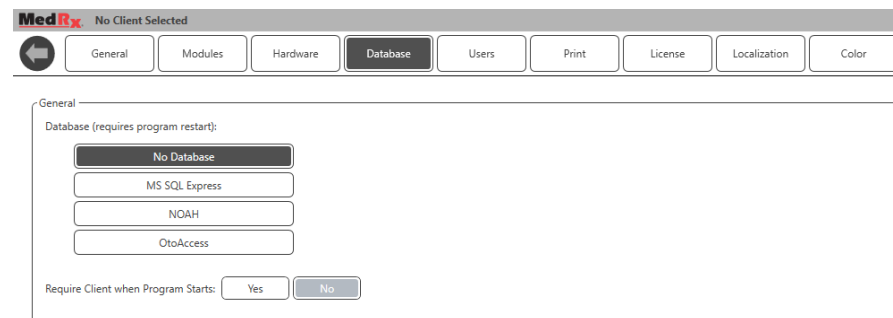 MedRx. No Client Selected
General Modules Hardware Database Users Print License Localization Color
General
Database (requires program restart):
No Database
MS SQL Express
NOAH
OtoAccess
Require Client when Program Starts: Yes No